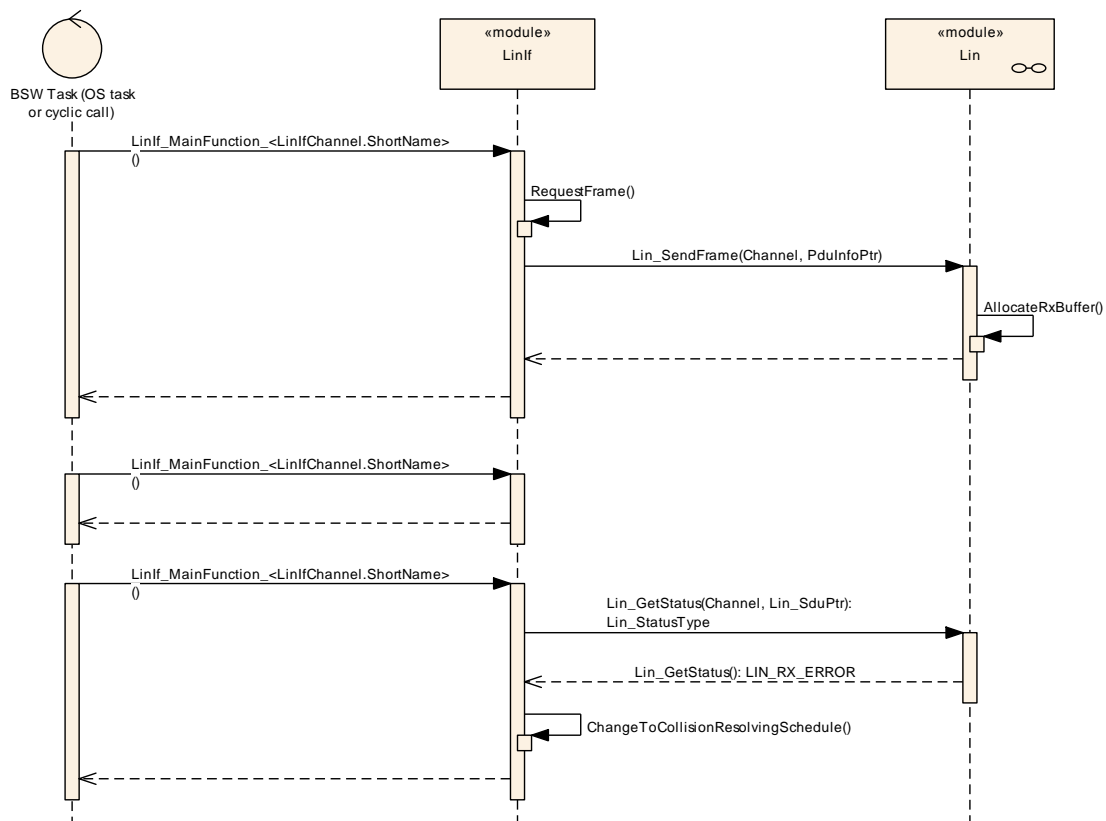 «module»
LinIf
«module»
Lin
BSW Task (OS task
or cyclic call)
LinIf_MainFunction_<LinIfChannel.ShortName>
()
RequestFrame()
Lin_SendFrame(Channel, PduInfoPtr)
AllocateRxBuffer()
LinIf_MainFunction_<LinIfChannel.ShortName>
()
LinIf_MainFunction_<LinIfChannel.ShortName>
()
Lin_GetStatus(Channel, Lin_SduPtr):
Lin_StatusType
Lin_GetStatus(): LIN_RX_ERROR
ChangeToCollisionResolvingSchedule()